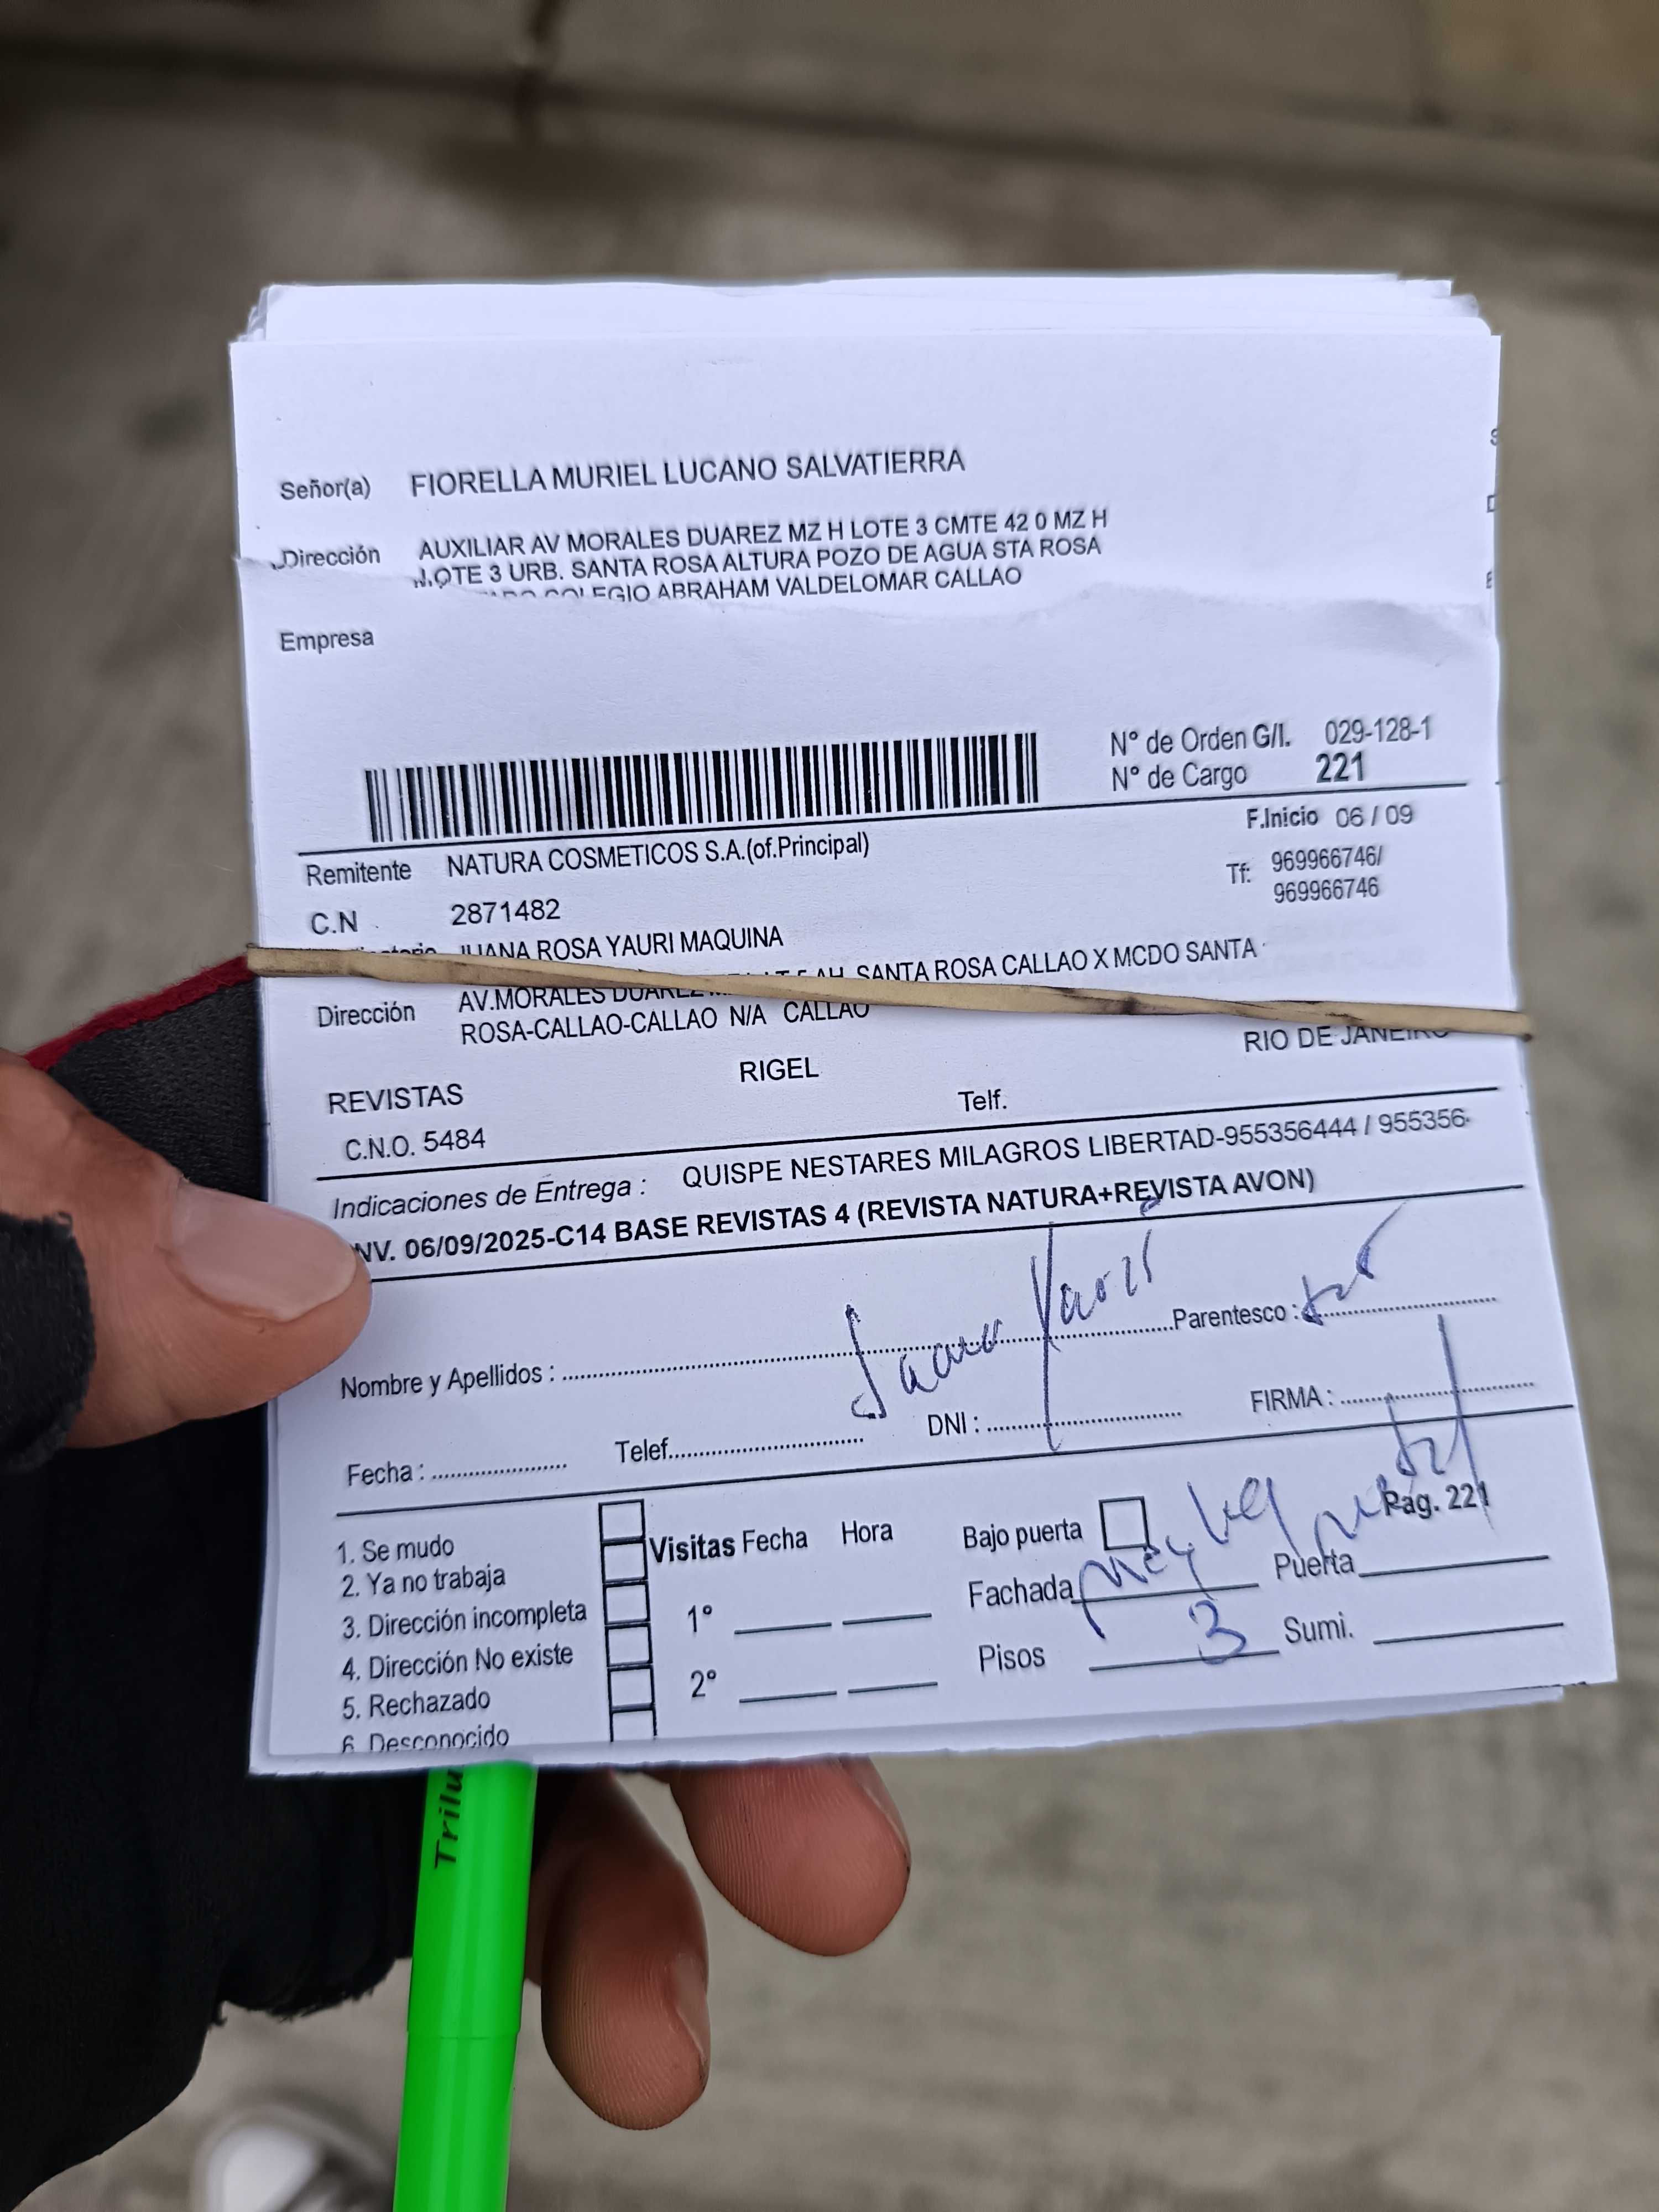 Señor(a) FIORELLA MURIEL LUCANO SALVATIERRA
Dirección AUXILIAR AV MORALES DUAREZ MZ H LOTE 3 CMTE 42 0 MZ H
LOTE 3 URB. SANTA ROSA ALTURA POZO DE AGUA STA ROSA
COLEGIO ABRAHAM VALDELOMAR CALLAO
Empresa
N° de Orden G/I. 029-128-1
N° de Cargo 221
F.Inicio 06 / 09
Remitente NATURA COSMETICOS S.A.(of.Principal)
Tf: 969966746/
969966746
C.N 2871482
JUANA ROSA YAURI MAQUINA
Dirección AV.MORALES DUAREZ AH. SANTA ROSA CALLAO X MCDO SANTA
ROSA-CALLAO-CALLAO N/A CALLAO
RIO DE JANEIRO
REVISTAS RIGEL
C.N.O. 5484 Telf.
Indicaciones de Entrega : QUISPE NESTARES MILAGROS LIBERTAD-955356444 / 955356
NV. 06/09/2025-C14 BASE REVISTAS 4 (REVISTA NATURA+REVISTA AVON)
Nombre y Apellidos : Juana Yauri Parentesco :
Fecha : Telef. DNI : FIRMA :
Pág. 221
1. Se mudo
2. Ya no trabaja
3. Dirección incompleta
4. Dirección No existe
5. Rechazado
6. Desconocido
Visitas Fecha Hora
1°
2°
Bajo puerta
Fachada Puerta
Pisos 3 Sumi.
Trilu